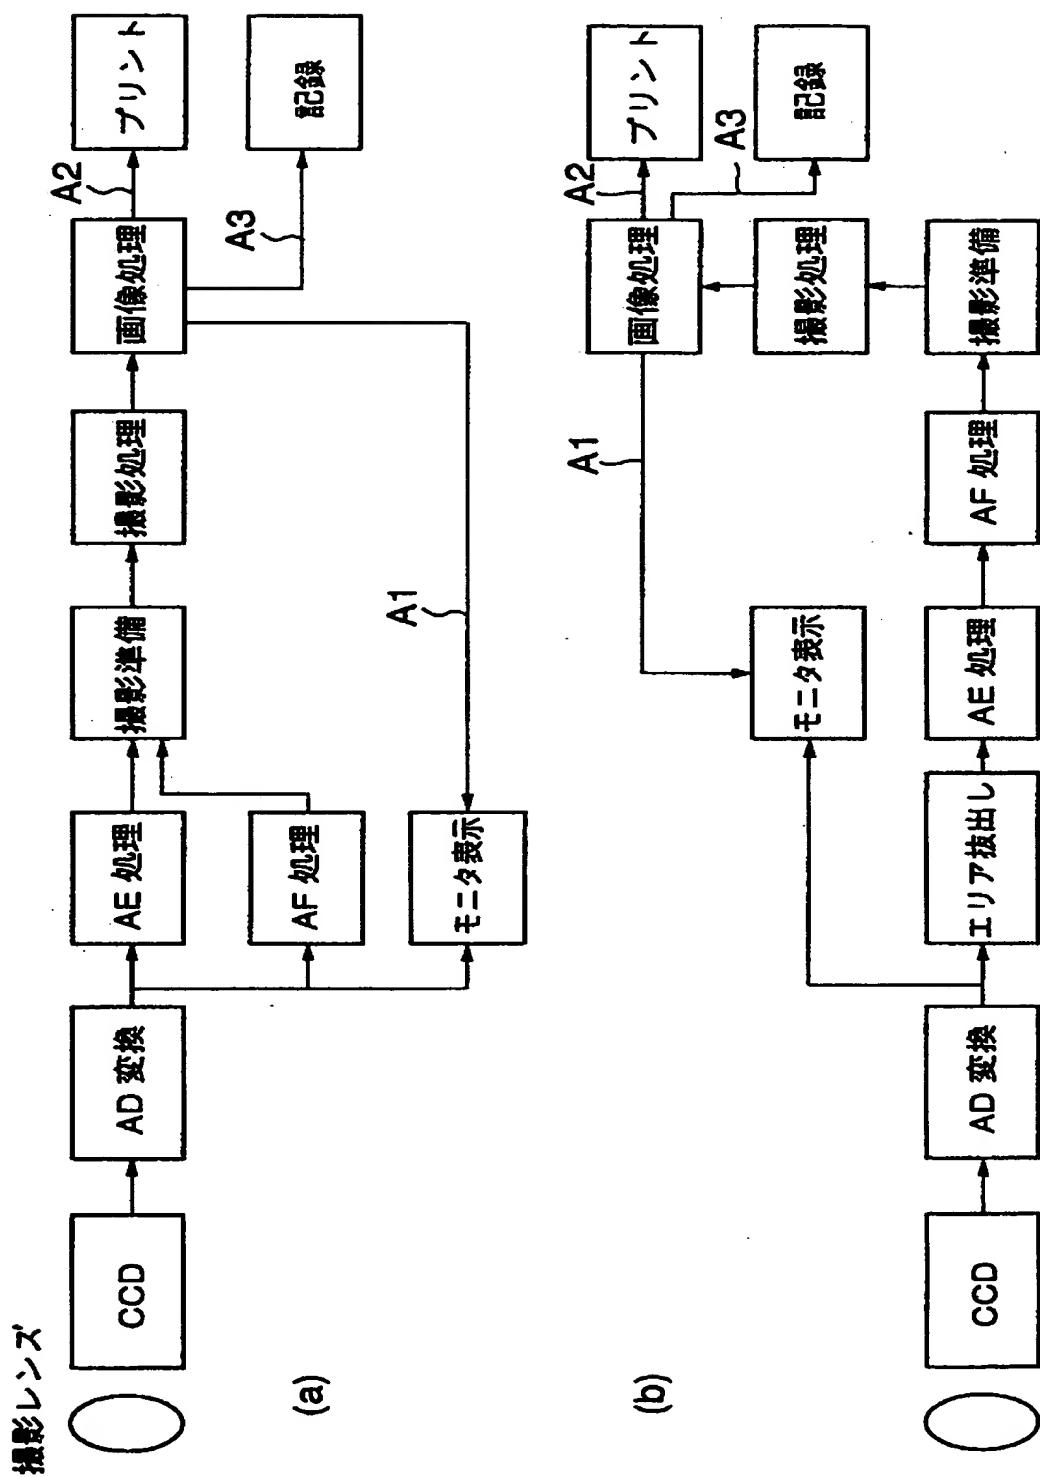 撮影レンズ
CCD
AD 変換
AE 処理
AF 処理
モニタ表示
撮影準備
撮影処理
画像処理
A1
A2
A3
プリント
記録
(a)
CCD
AD 変換
エリア抜出し
AE 処理
AF 処理
撮影準備
撮影処理
画像処理
モニタ表示
A1
A2
A3
プリント
記録
(b)